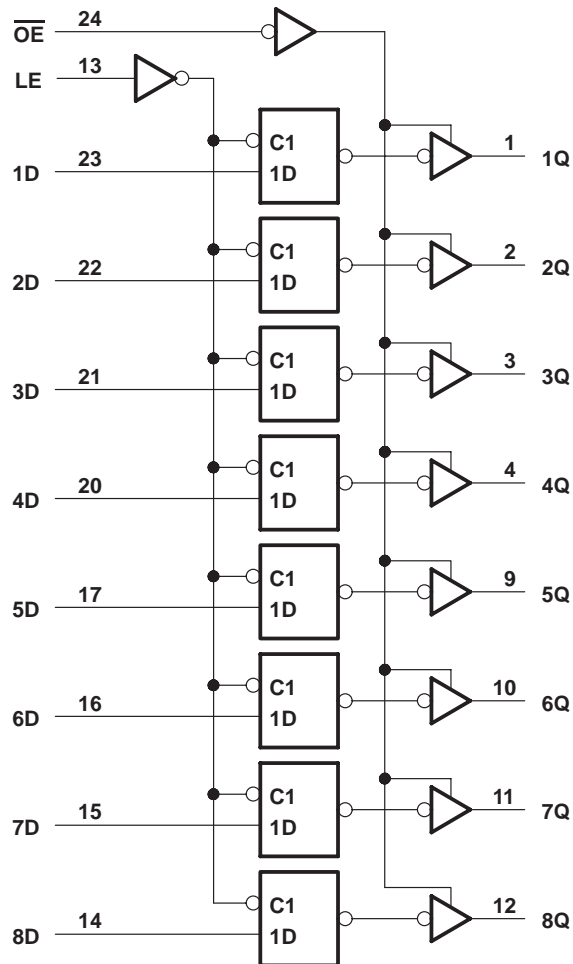 OE 24
LE 13
C1 1 1Q
1D 23 1D
C1 2 2Q
2D 22 1D
C1 3 3Q
3D 21 1D
C1 4 4Q
4D 20 1D
C1 9 5Q
5D 17 1D
C1 10 6Q
6D 16 1D
C1 11 7Q
7D 15 1D
C1 12 8Q
8D 14 1D